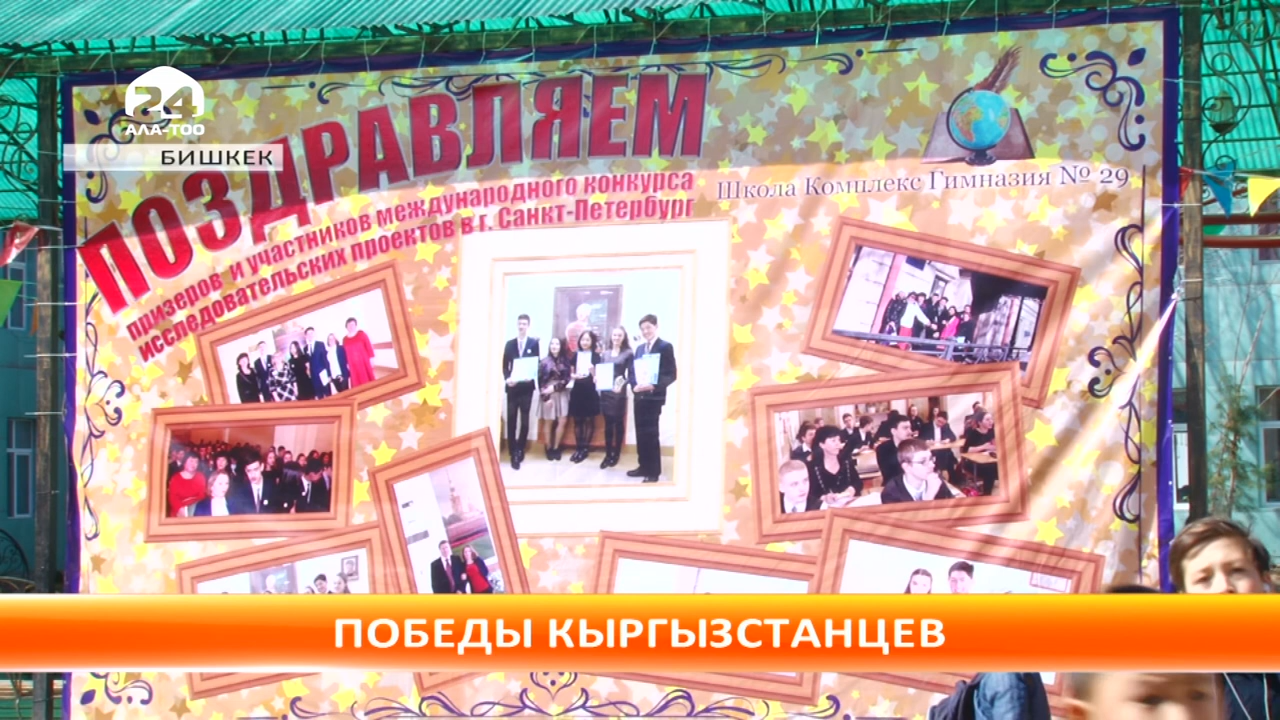 24
АЛА-ТОО
БИШКЕК
ПОЗДРАВЛЯЕМ
призеров и участников международного конкурса
исследовательских проектов в г. Санкт-Петербург
Школа Комплекс Гимназия № 29
ПОБЕДЫ КЫРГЫЗСТАНЦЕВ